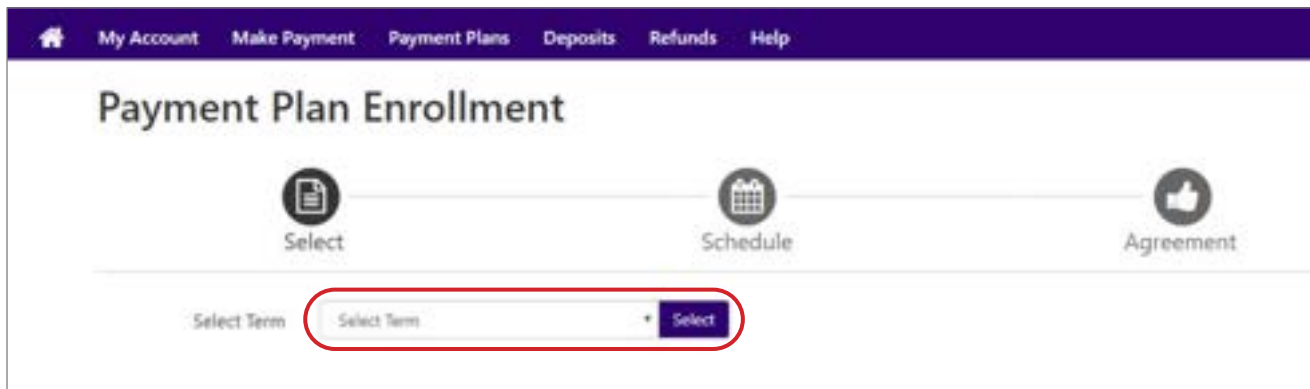 My Account Make Payment Payment Plans Deposits Refunds Help
Payment Plan Enrollment
Select Schedule Agreement
Select Term Select Term Select